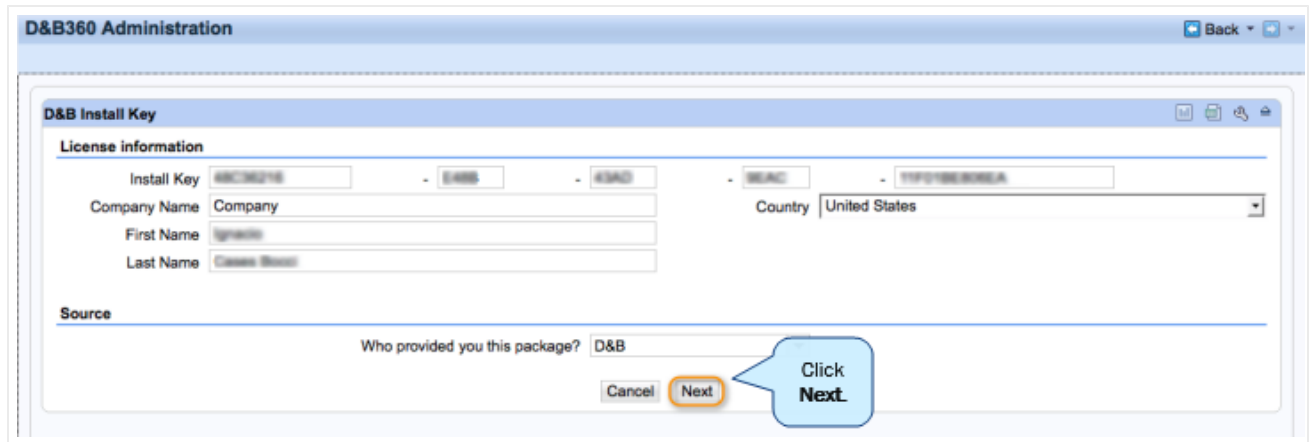 D&B360 Administration
Back
D&B Install Key
License information
Install Key - - - -
Company Name Company Country United States
First Name
Last Name
Source
Who provided you this package? D&B
Cancel Next
Click
Next.